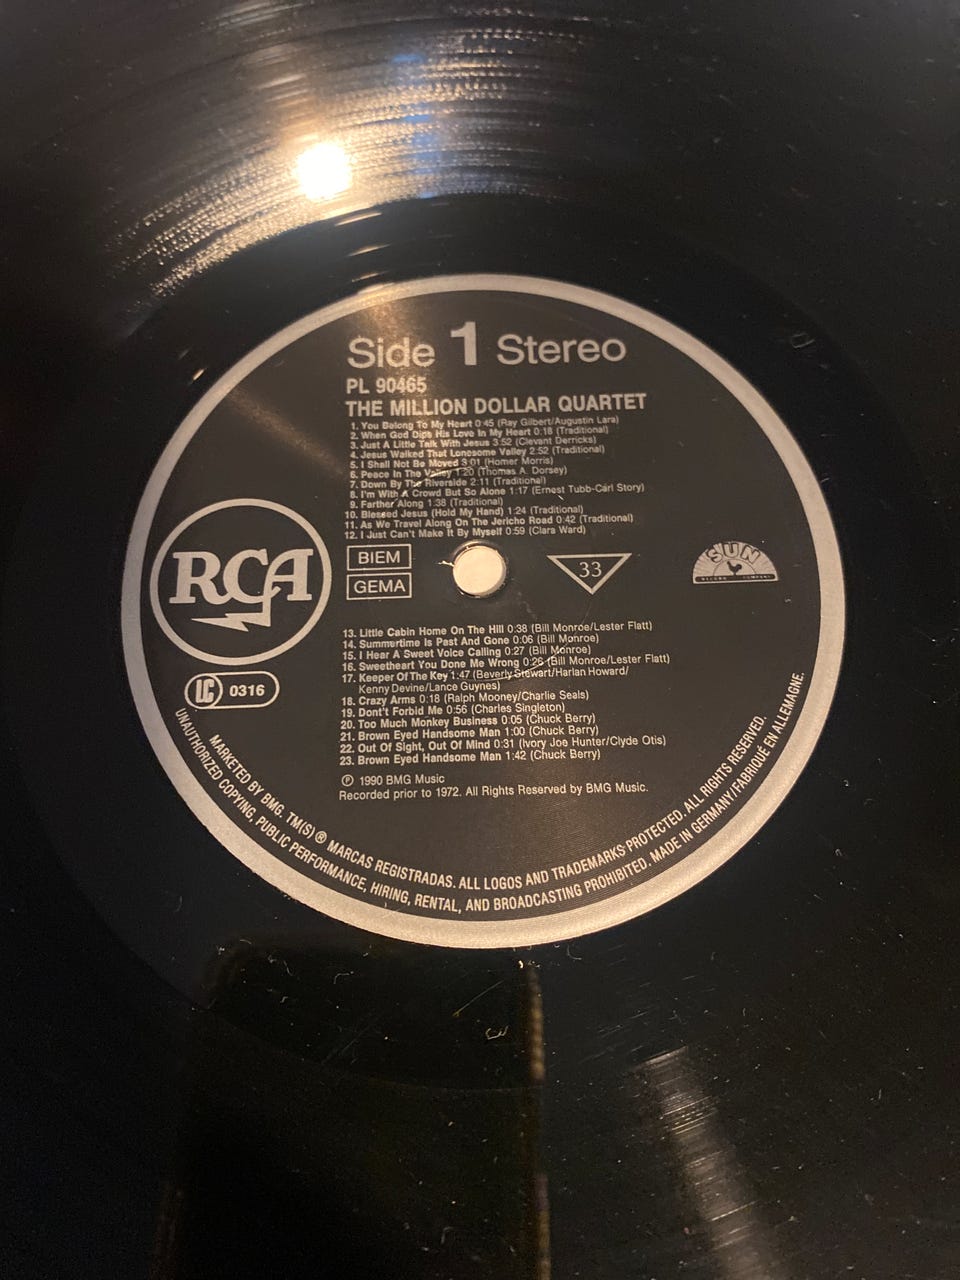 Side 1 Stereo
PL 90465
THE MILLION DOLLAR QUARTET
1. You Belong To My Heart 0:45 (Ray Gilbert/Augustin Lara)
2. When God Dips His Love In My Heart 0:18 (Traditional)
3. Just A Little Talk With Jesus 3:52 (Clevant Derricks)
4. Jesus Walked That Lonesome Valley 2:52 (Traditional)
5. I Shall Not Be Moved 3:01 (Homer Morris)
6. Peace In The Valley 1:20 (Thomas A. Dorsey)
7. Down By The Riverside 2:11 (Traditional)
8. I'm With A Crowd But So Alone 1:17 (Ernest Tubb-Carl Story)
9. Farther Along 1:38 (Traditional)
10. Blessed Jesus (Hold My Hand) 1:24 (Traditional)
11. As We Travel Along On The Jericho Road 0:42 (Traditional)
12. I Just Can't Make It By Myself 0:59 (Clara Ward)
RCA
BIEM
GEMA
33
SUN
RECORD COMPANY
LC 0316
13. Little Cabin Home On The Hill 0:38 (Bill Monroe/Lester Flatt)
14. Summertime Is Past And Gone 0:06 (Bill Monroe)
15. I Hear A Sweet Voice Calling 0:27 (Bill Monroe)
16. Sweetheart You Done Me Wrong 0:26 (Bill Monroe/Lester Flatt)
17. Keeper Of The Key 1:47 (Beverly Stewart/Harlan Howard/
Kenny Devine/Lance Guynes)
18. Crazy Arms 0:18 (Ralph Mooney/Charlie Seals)
19. Dont't Forbid Me 0:56 (Charles Singleton)
20. Too Much Monkey Business 0:05 (Chuck Berry)
21. Brown Eyed Handsome Man 1:00 (Chuck Berry)
22. Out Of Sight, Out Of Mind 0:31 (Ivory Joe Hunter/Clyde Otis)
23. Brown Eyed Handsome Man 1:42 (Chuck Berry)
Ⓟ 1990 BMG Music
Recorded prior to 1972. All Rights Reserved by BMG Music.
MARKETED BY BMG. TM(S) ® MARCAS REGISTRADAS. ALL LOGOS AND TRADEMARKS PROTECTED. ALL RIGHTS RESERVED.
UNAUTHORIZED COPYING, PUBLIC PERFORMANCE, HIRING, RENTAL, AND BROADCASTING PROHIBITED. MADE IN GERMANY/FABRIQUÉ EN ALLEMAGNE.